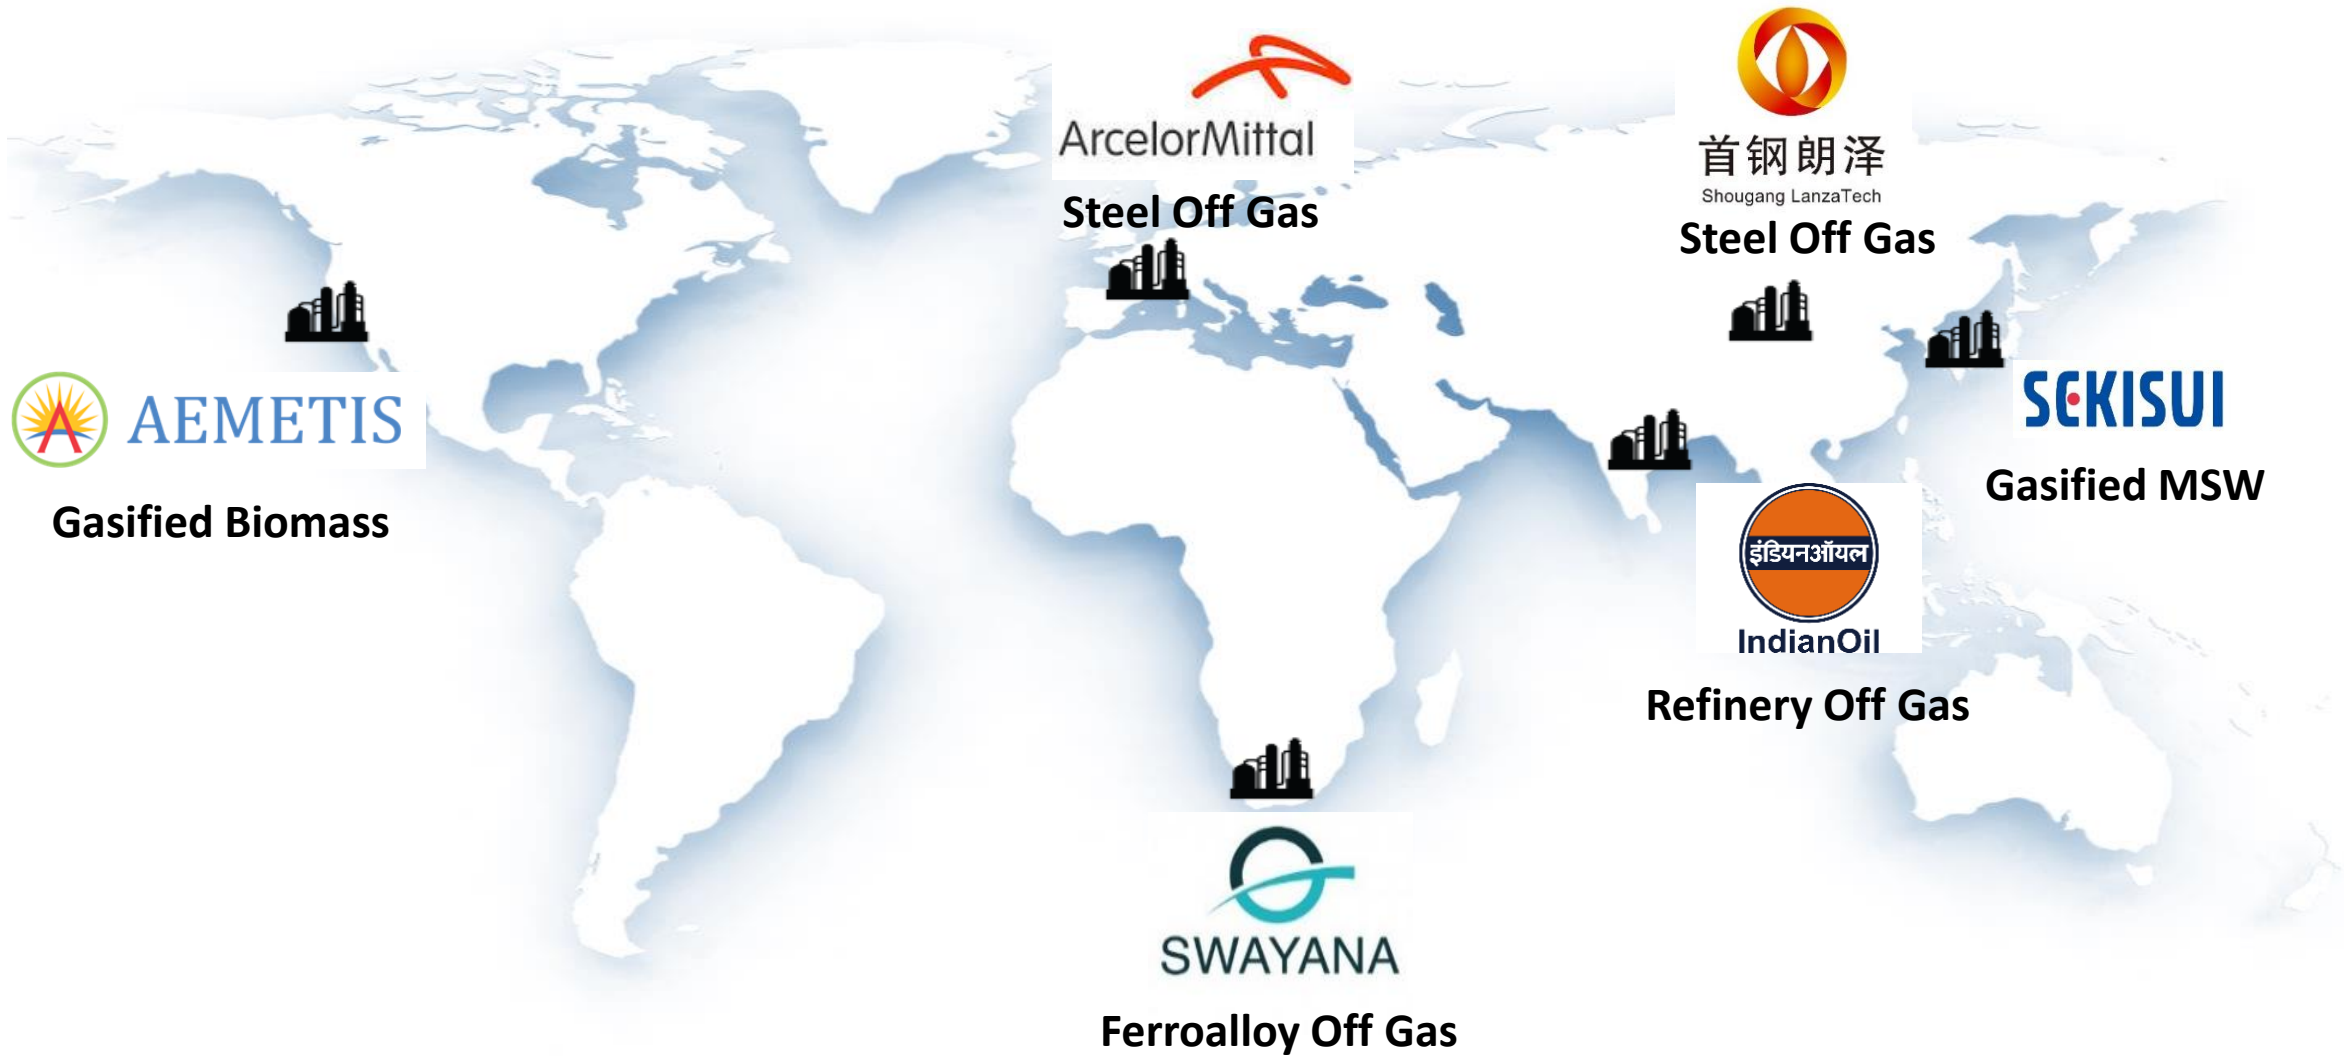 ArcelorMittal
Steel Off Gas
首钢朗泽
Shougang LanzaTech
Steel Off Gas
AEMETIS
Gasified Biomass
SEKISUI
Gasified MSW
इंडियनऑयल
IndianOil
Refinery Off Gas
SWAYANA
Ferroalloy Off Gas